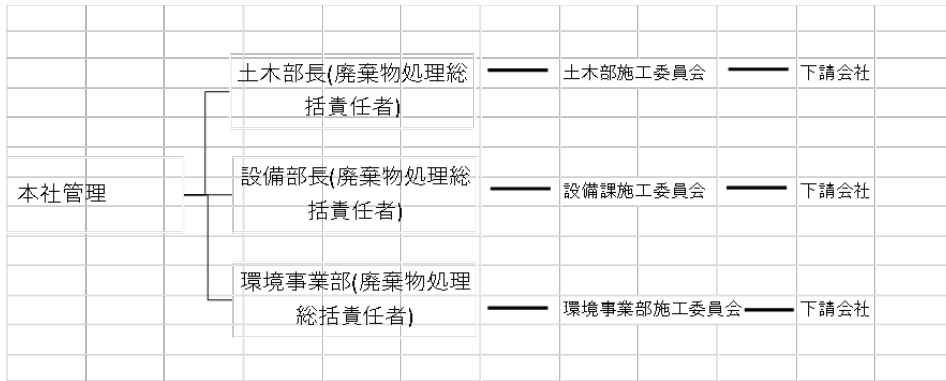 土木部長(廃棄物処理総
括責任者)
土木部施工委員会
下請会社
本社管理
設備部長(廃棄物処理総
括責任者)
設備課施工委員会
下請会社
環境事業部(廃棄物処理
総括責任者)
環境事業部施工委員会
下請会社